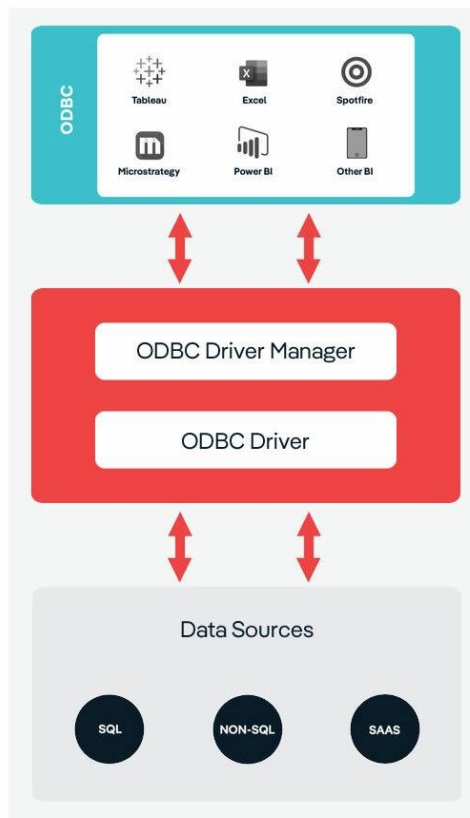 ODBC
Tableau
Excel
Spotfire
Microstrategy
Power BI
Other BI
ODBC Driver Manager
ODBC Driver
Data Sources
SQL
NON-SQL
SAAS